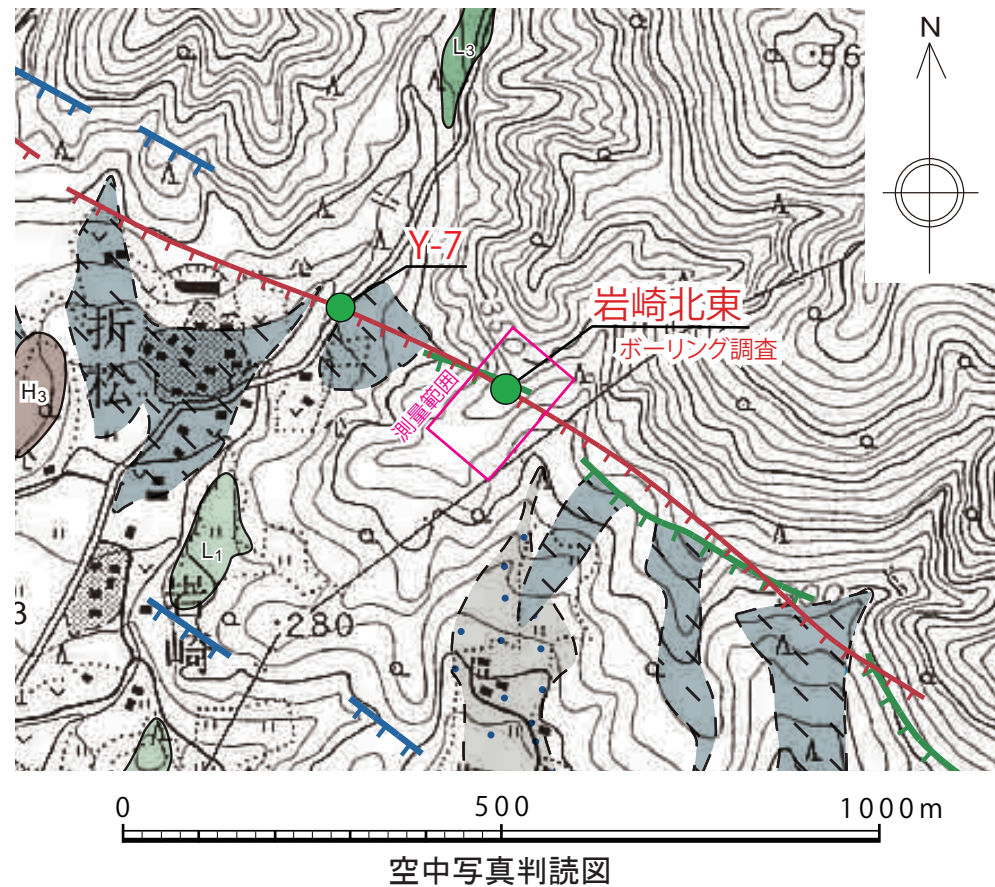 N
L3
・56
Y-7
岩崎北東
ボーリング調査
折松
測量範囲
H3
L1
3
・280
崎
0 500 1000m
空中写真判読図